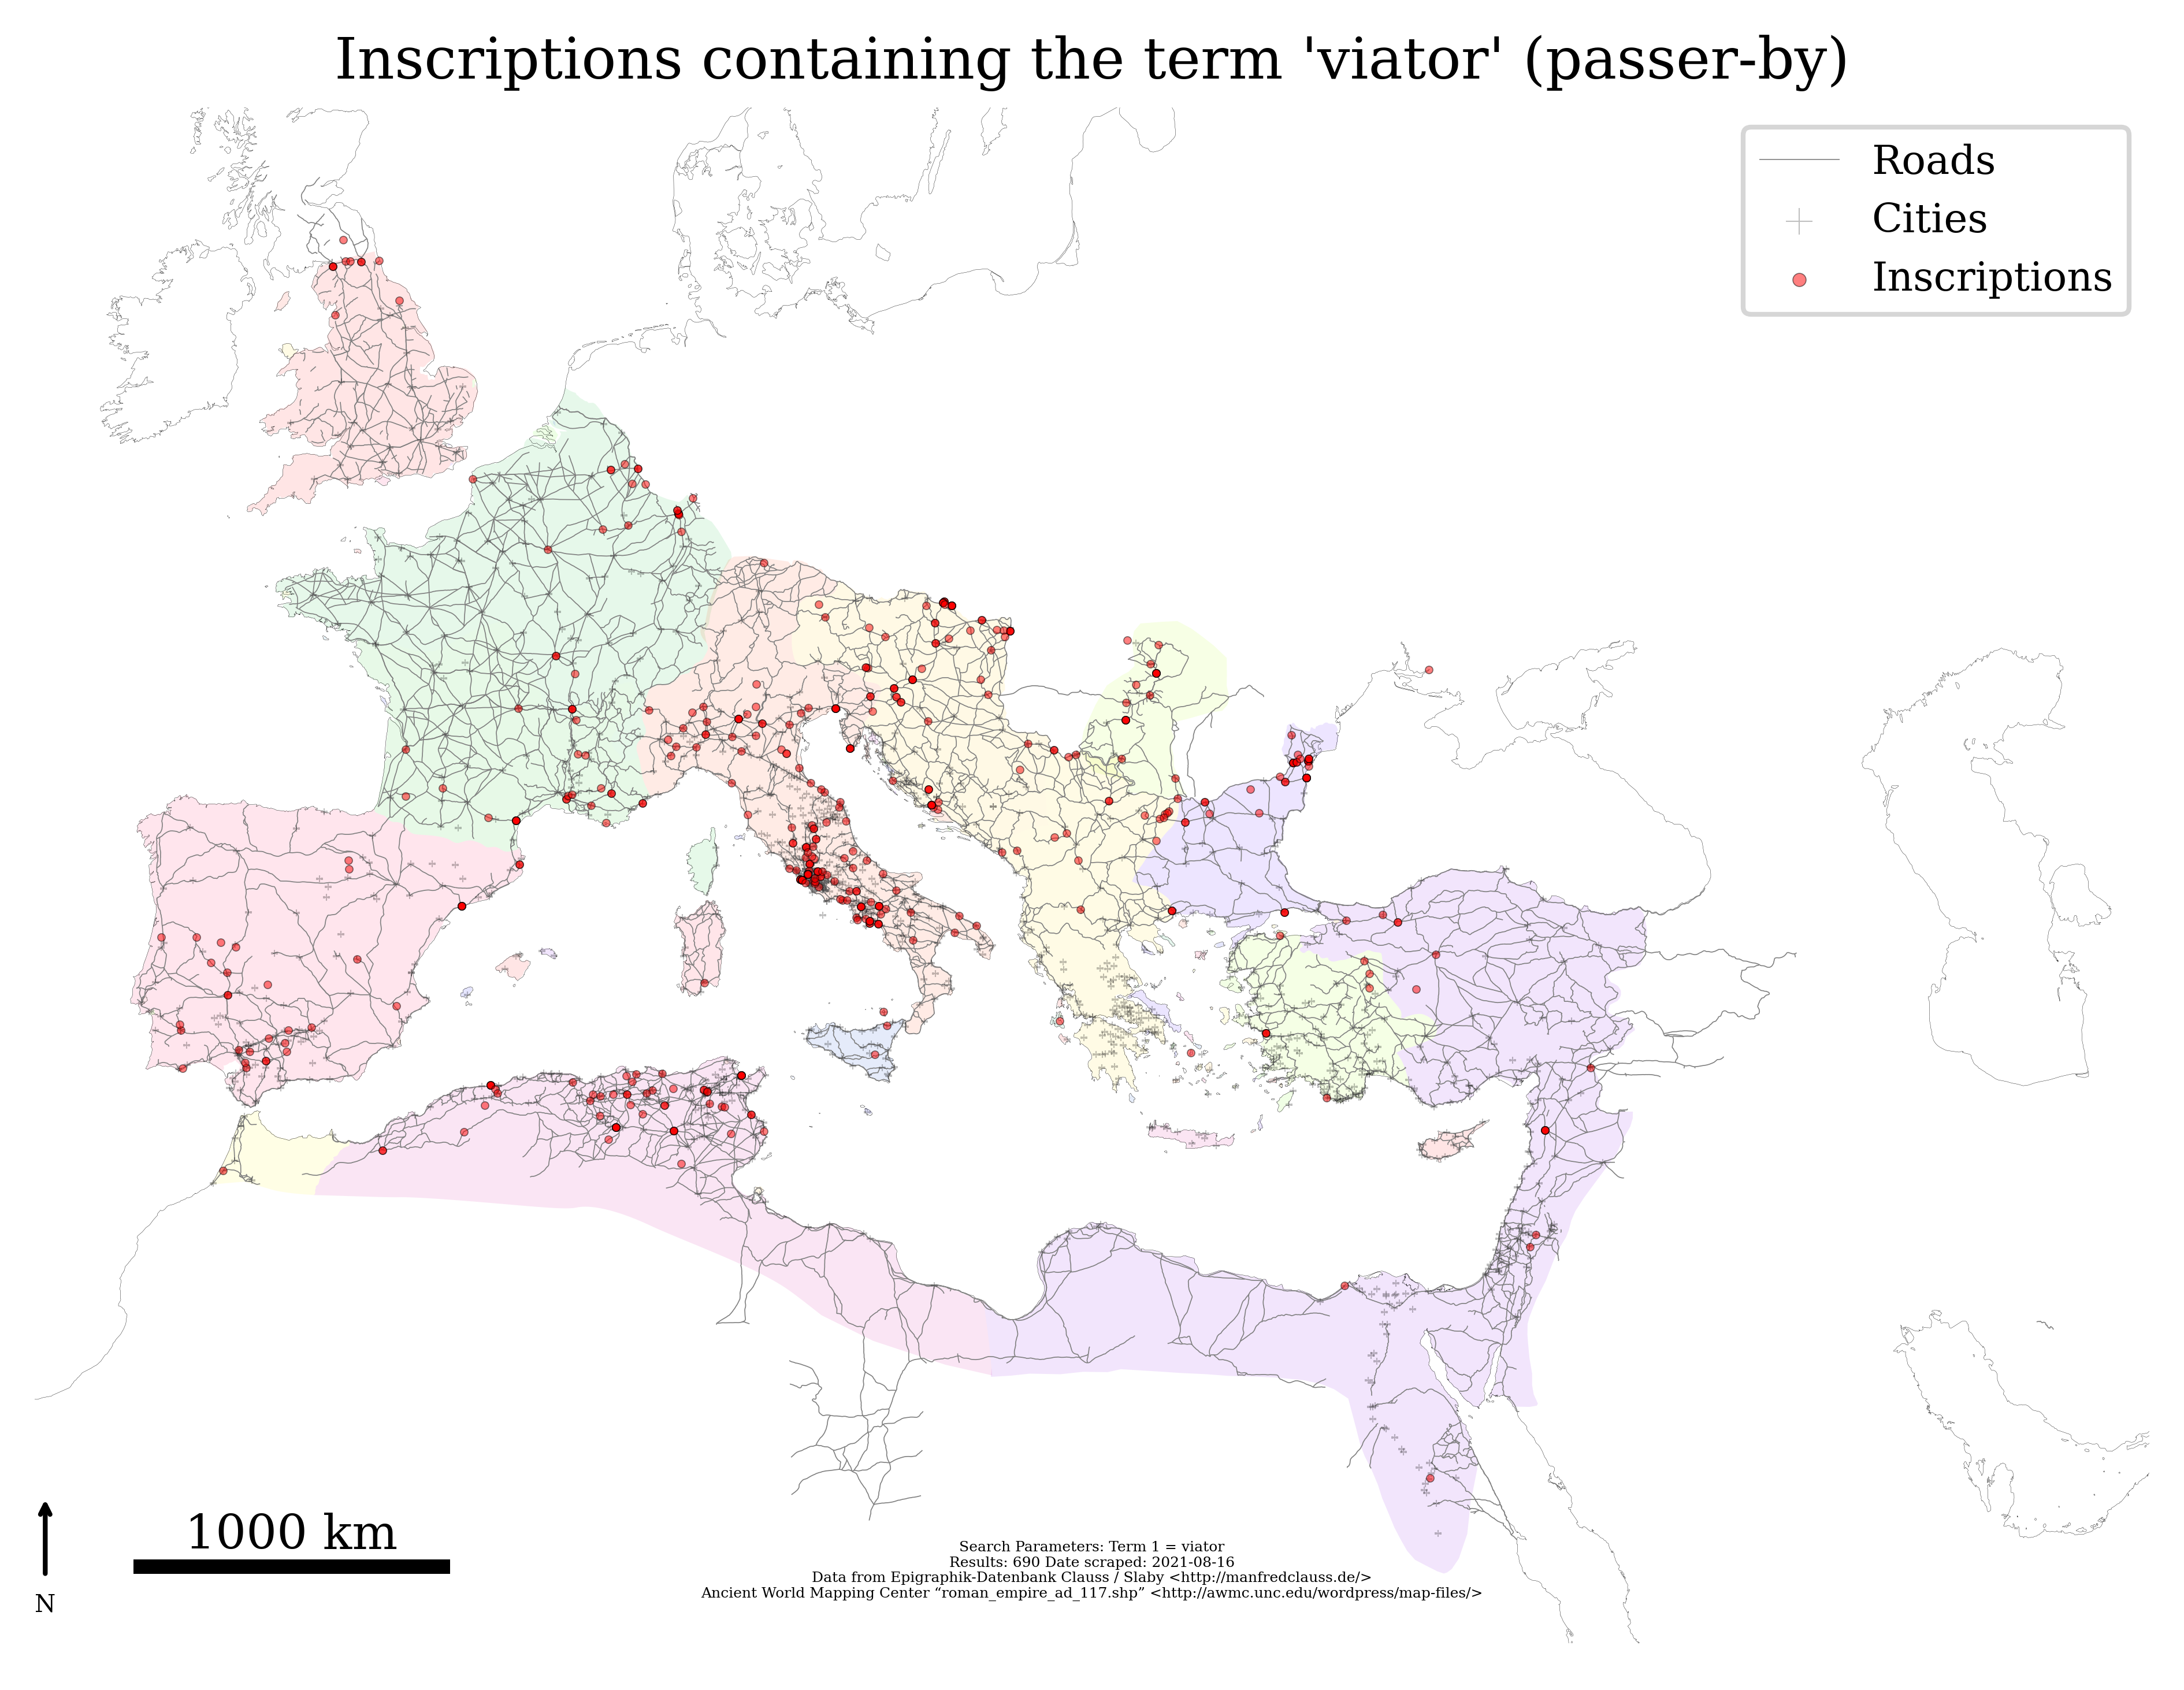 Inscriptions containing the term 'viator' (passer-by)
Roads
Cities
Inscriptions
1000 km
N
Search Parameters: Term 1 = viator
Results: 690 Date scraped: 2021-08-16
Data from Epigraphik-Datenbank Clauss / Slaby <http://manfredclauss.de/>
Ancient World Mapping Center “roman_empire_ad_117.shp” <http://awmc.unc.edu/wordpress/map-files/>